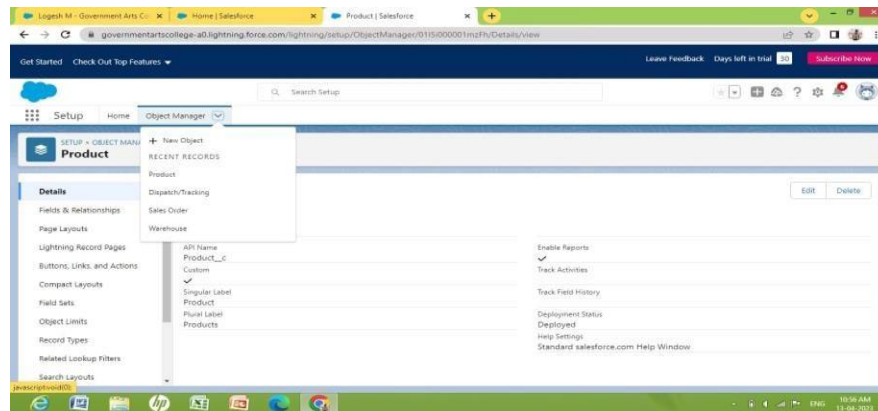 Logesh M - Government Arts Co
Home | Salesforce
Product | Salesforce
governmentartscollege-a0.lightning.force.com/lightning/setup/ObjectManager/01I5i000001mzFh/Details/view
Get Started Check Out Top Features
Leave Feedback Days left in trial 30 Subscribe Now
Search Setup
Setup Home Object Manager
SETUP > OBJECT MANA
Product
+ New Object
RECENT RECORDS
Product
Dispatch/Tracking
Sales Order
Warehouse
Details
Fields & Relationships
Page Layouts
Lightning Record Pages
Buttons, Links, and Actions
Compact Layouts
Field Sets
Object Limits
Record Types
Related Lookup Filters
Search Layouts
Edit Delete
API Name
Product__c
Custom
Singular Label
Product
Plural Label
Products
Enable Reports
Track Activities
Track Field History
Deployment Status
Deployed
Help Settings
Standard salesforce.com Help Window
javascript:void(0);
ENG 10:56 AM
13-04-2023